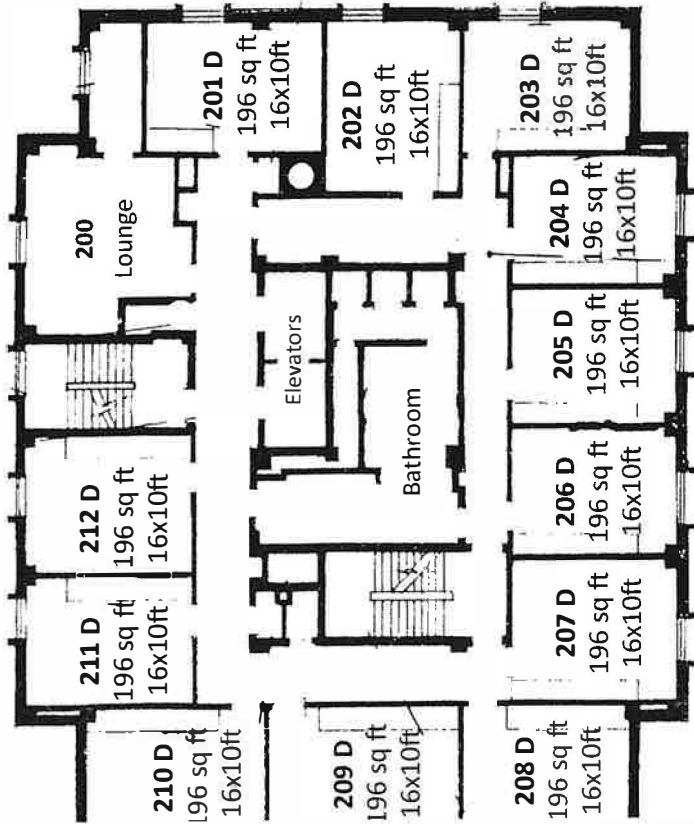 201 D
196 sq ft
16x10ft
202 D
196 sq ft
16x10ft
203 D
196 sq ft
16x10ft
200
Lounge
204 D
196 sq ft
16x10ft
Elevators
205 D
196 sq ft
16x10ft
Bathroom
212 D
196 sq ft
16x10ft
206 D
196 sq ft
16x10ft
211 D
196 sq ft
16x10ft
207 D
196 sq ft
16x10ft
210 D
196 sq ft
16x10ft
209 D
196 sq ft
16x10ft
208 D
196 sq ft
16x10ft